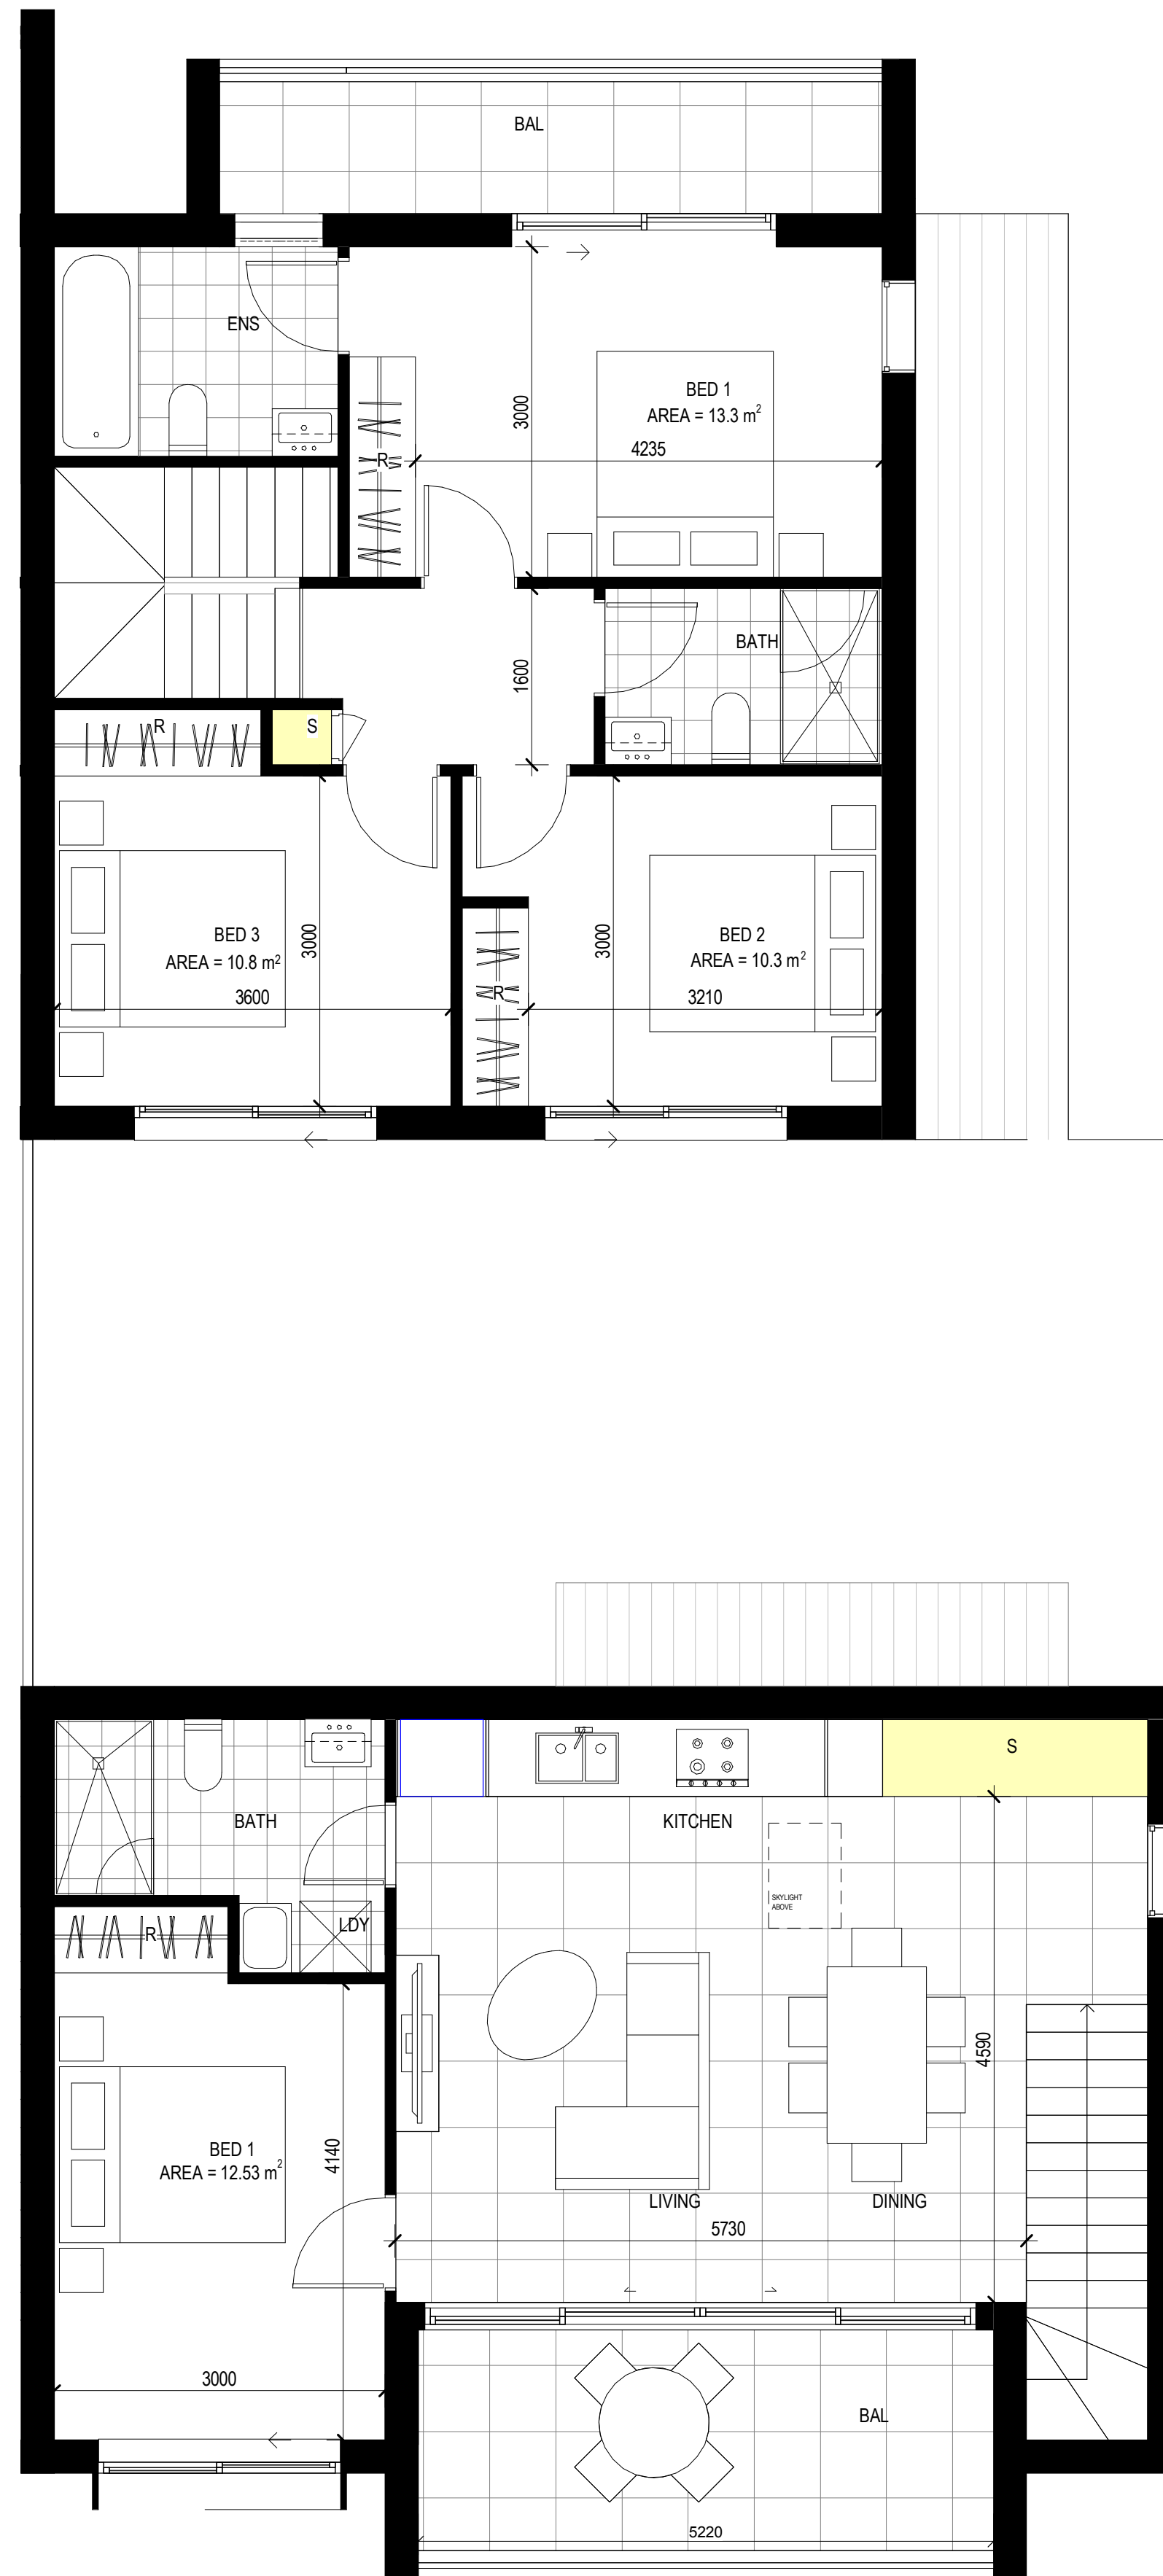 BAL
ENS
BED 1
AREA = 13.3 m²
3000
4235
R
BATH
1600
R
S
BED 3
AREA = 10.8 m²
3000
3600
BED 2
AREA = 10.3 m²
3000
3210
R
S
BATH
KITCHEN
SKYLIGHT
ABOVE
R
LDY
4590
BED 1
AREA = 12.53 m²
4140
LIVING
DINING
5730
3000
BAL
5220